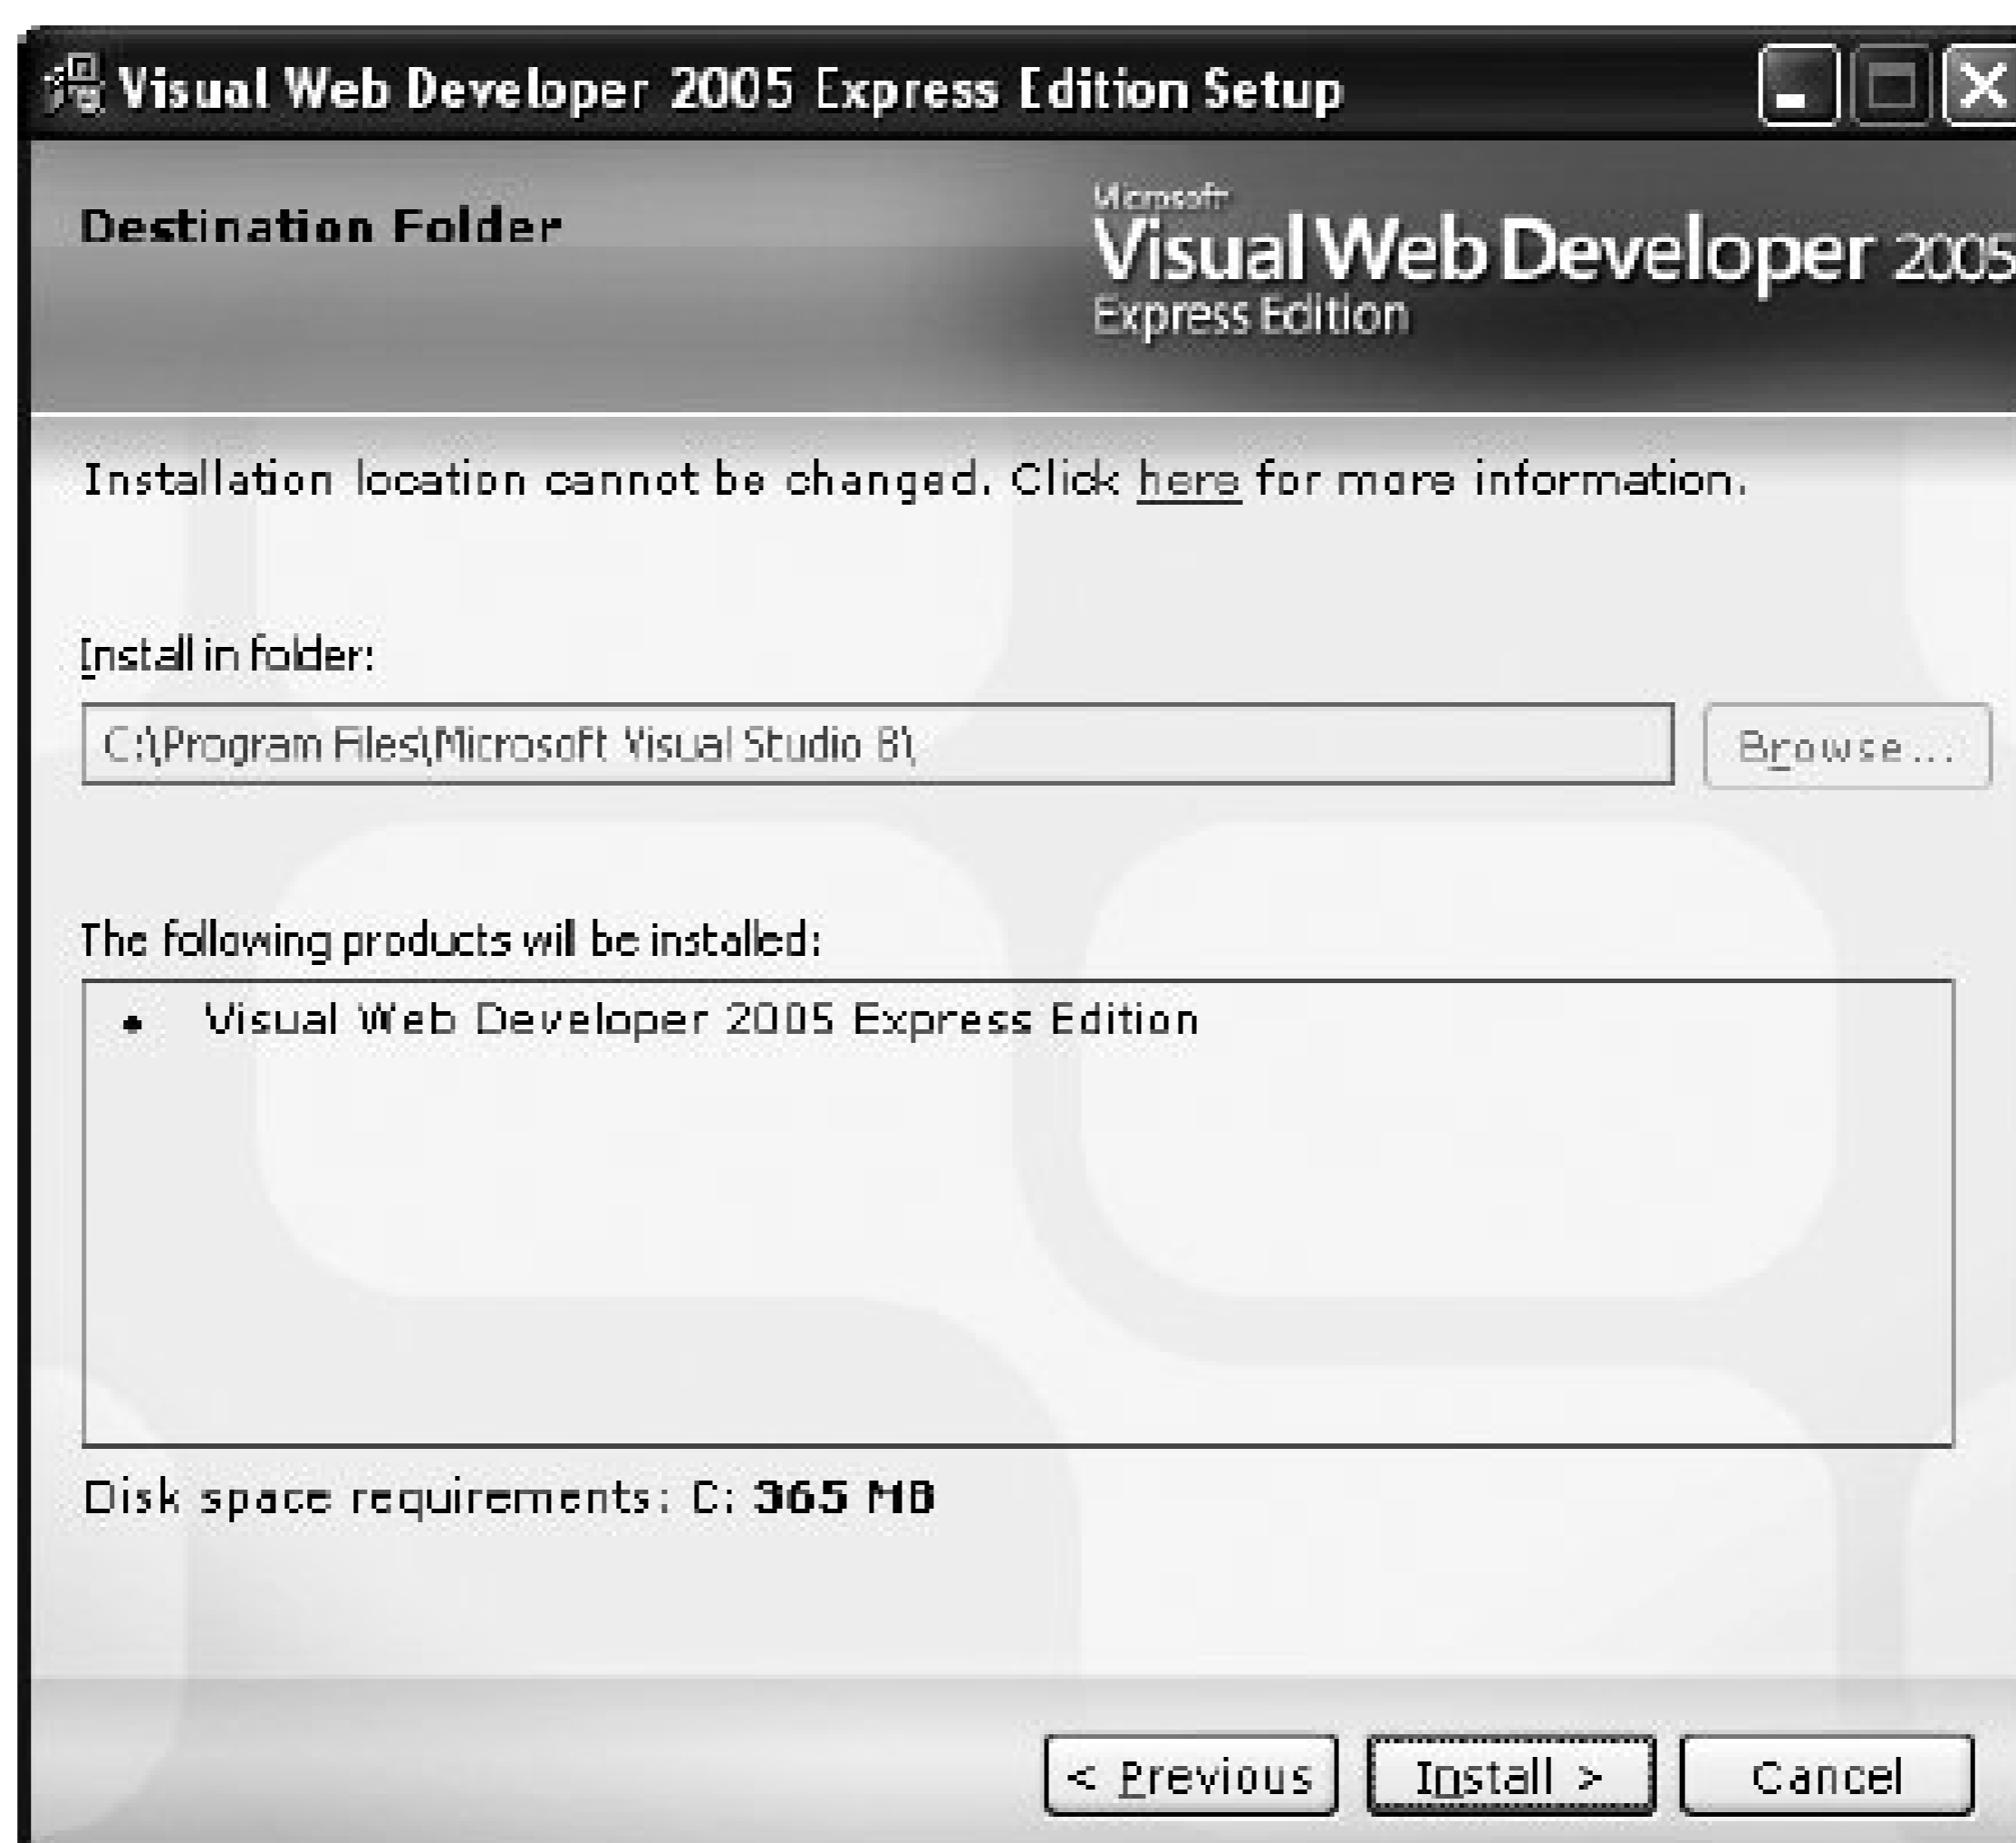 Visual Web Developer 2005 Express Edition Setup
Destination Folder
Microsoft
Visual Web Developer 2005
Express Edition
Installation location cannot be changed. Click here for more information.
Install in folder:
C:\Program Files\Microsoft Visual Studio 8\
Browse...
The following products will be installed:
• Visual Web Developer 2005 Express Edition
Disk space requirements: C: 365 MB
< Previous
Install >
Cancel